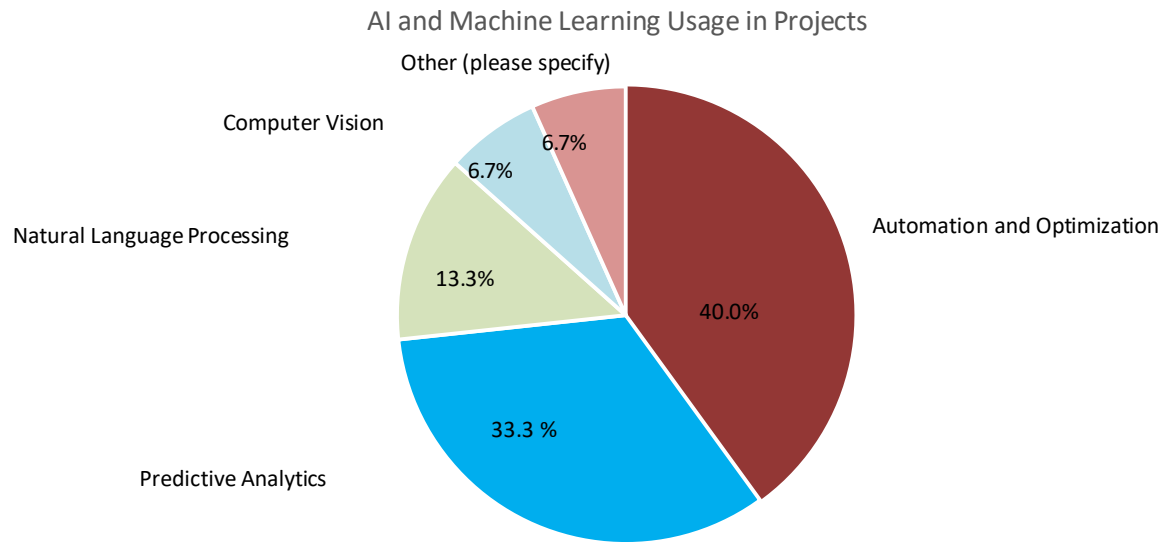 AI and Machine Learning Usage in Projects
Other (please specify)
Computer Vision
6.7%
6.7%
Automation and Optimization
Natural Language Processing
13.3%
40.0%
33.3 %
Predictive Analytics